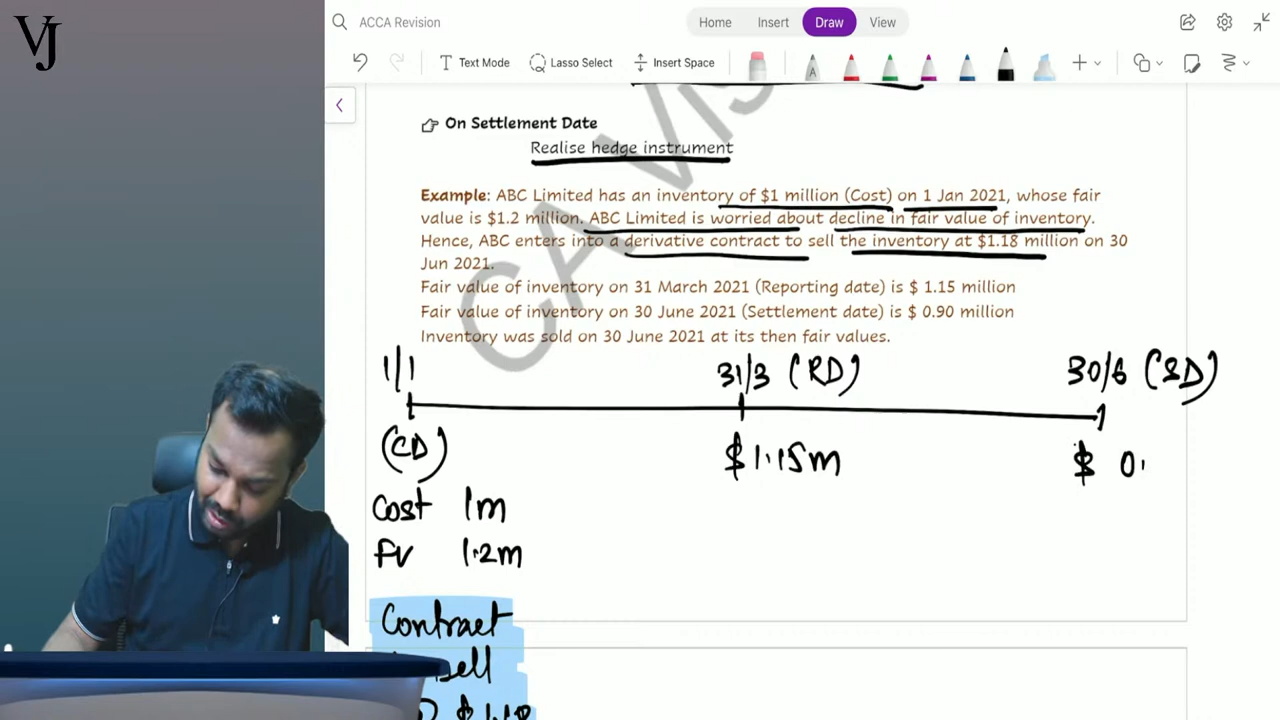 VJ
ACCA Revision
Home Insert Draw View
Text Mode Lasso Select Insert Space
On Settlement Date
Realise hedge instrument
Example: ABC Limited has an inventory of $1 million (Cost) on 1 Jan 2021, whose fair
value is $1.2 million. ABC Limited is worried about decline in fair value of inventory.
Hence, ABC enters into a derivative contract to sell the inventory at $1.18 million on 30
Jun 2021.
Fair value of inventory on 31 March 2021 (Reporting date) is $ 1.15 million
Fair value of inventory on 30 June 2021 (Settlement date) is $ 0.90 million
Inventory was sold on 30 June 2021 at its then fair values.
1/1 31/3 (RD) 30/6 (SD)
(CD) $1.15m $ 0.
Cost 1m
FV 1.2m
Contract
sell
$ 1.18